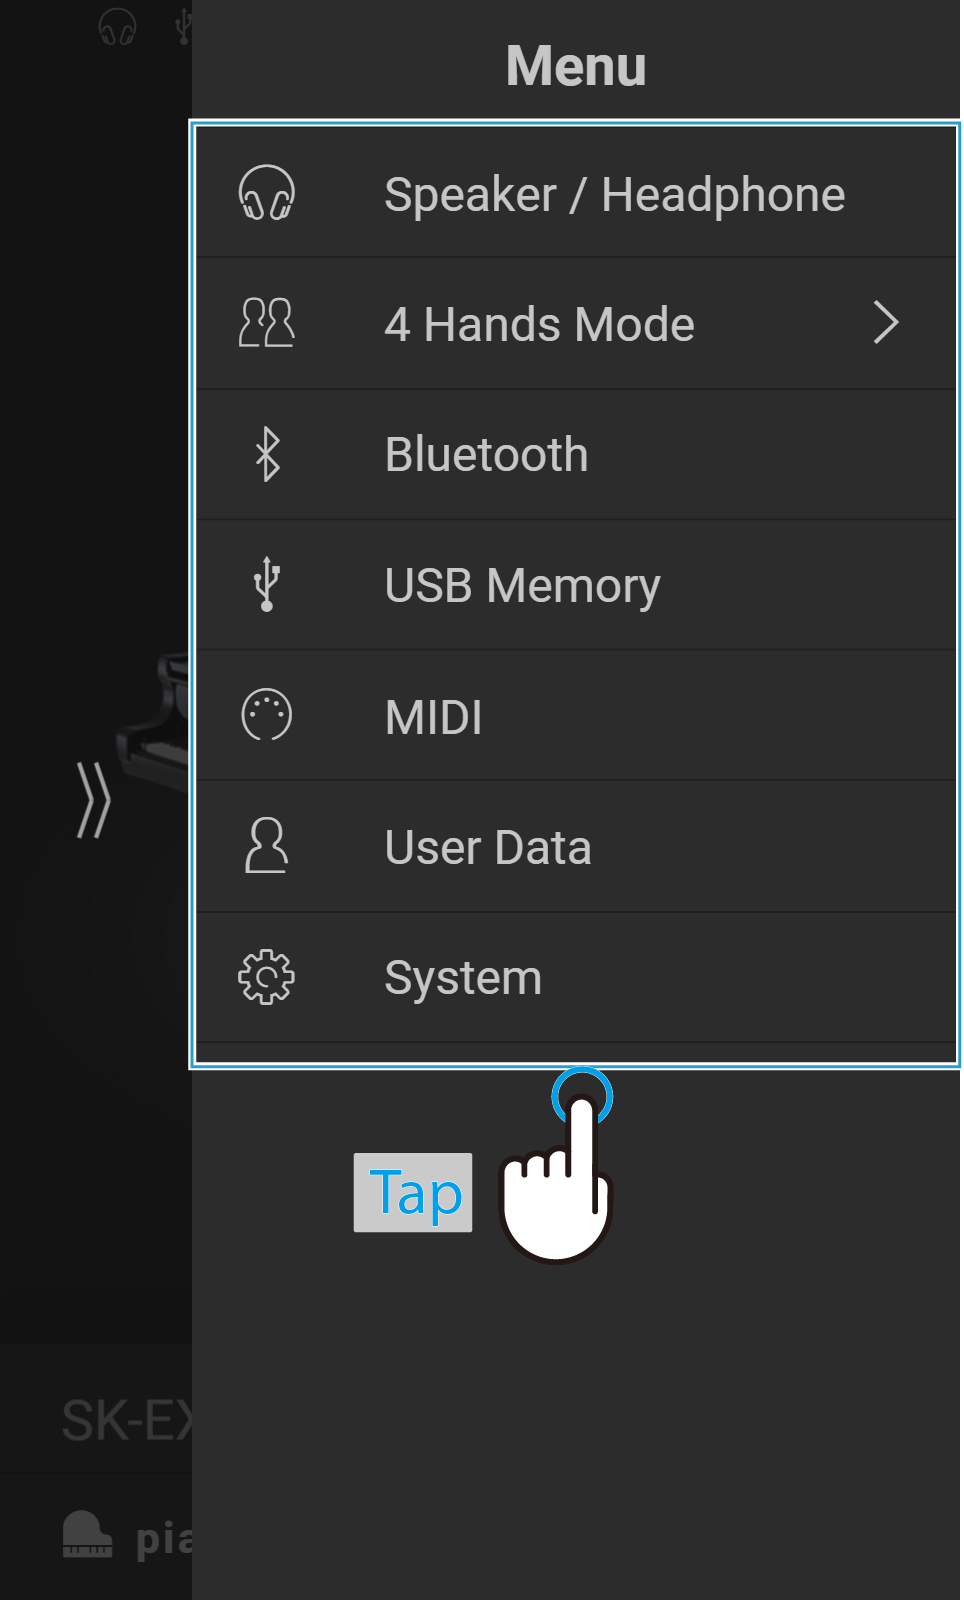 Menu
Speaker / Headphone
4 Hands Mode
Bluetooth
USB Memory
MIDI
User Data
System
Tap
SK-EX
pia